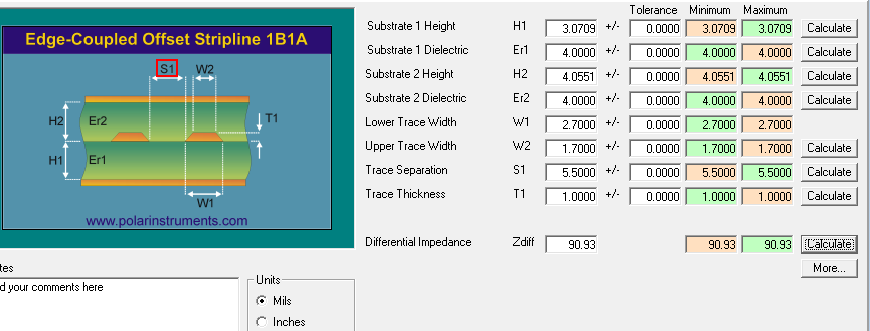 Tolerance Minimum Maximum
Edge-Coupled Offset Stripline 1B1A
S1 W2
H2 Er2 T1
H1 Er1
W1
www.polarinstruments.com
Substrate 1 Height H1 3.0709 +/- 0.0000 3.0709 3.0709 Calculate
Substrate 1 Dielectric Er1 4.0000 +/- 0.0000 4.0000 4.0000 Calculate
Substrate 2 Height H2 4.0551 +/- 0.0000 4.0551 4.0551 Calculate
Substrate 2 Dielectric Er2 4.0000 +/- 0.0000 4.0000 4.0000 Calculate
Lower Trace Width W1 2.7000 +/- 0.0000 2.7000 2.7000
Upper Trace Width W2 1.7000 +/- 0.0000 1.7000 1.7000 Calculate
Trace Separation S1 5.5000 +/- 0.0000 5.5000 5.5000 Calculate
Trace Thickness T1 1.0000 +/- 0.0000 1.0000 1.0000 Calculate
Differential Impedance Zdiff 90.93 90.93 90.93 Calculate
More...
tes
d your comments here
Units
Mils
Inches